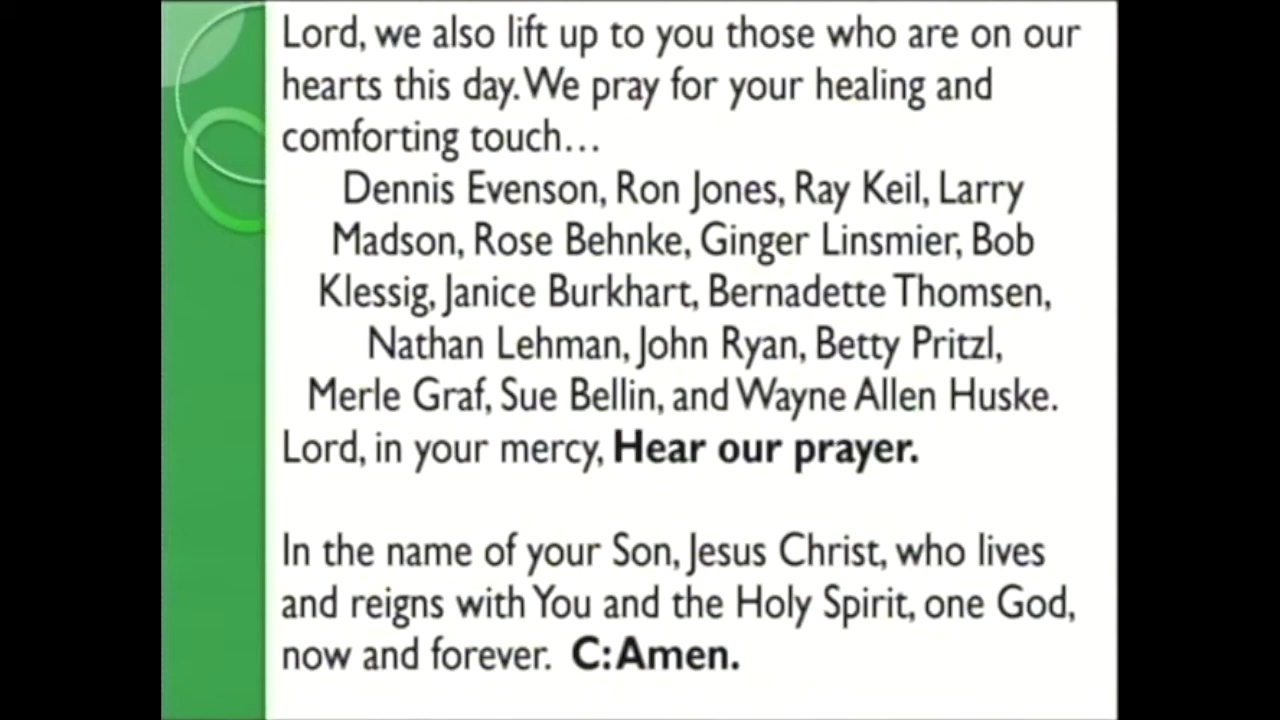 Lord, we also lift up to you those who are on our
hearts this day. We pray for your healing and
comforting touch…
Dennis Evenson, Ron Jones, Ray Keil, Larry
Madson, Rose Behnke, Ginger Linsmier, Bob
Klessig, Janice Burkhart, Bernadette Thomsen,
Nathan Lehman, John Ryan, Betty Pritzl,
Merle Graf, Sue Bellin, and Wayne Allen Huske.
Lord, in your mercy, Hear our prayer.
In the name of your Son, Jesus Christ, who lives
and reigns with You and the Holy Spirit, one God,
now and forever. C: Amen.